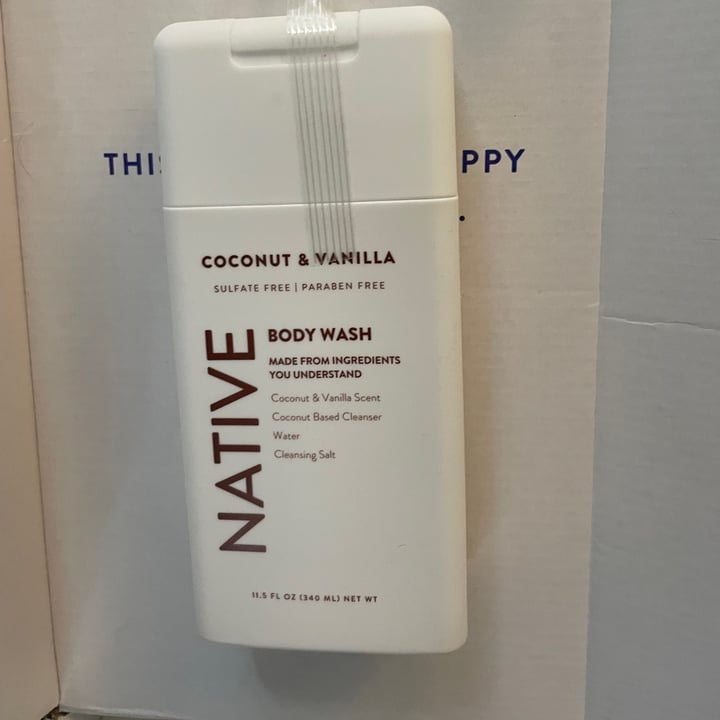 THI
PPY
.
COCONUT & VANILLA
SULFATE FREE | PARABEN FREE
NATIVE
BODY WASH
MADE FROM INGREDIENTS
YOU UNDERSTAND
Coconut & Vanilla Scent
Coconut Based Cleanser
Water
Cleansing Salt
11.5 FL OZ (340 ML) NET WT